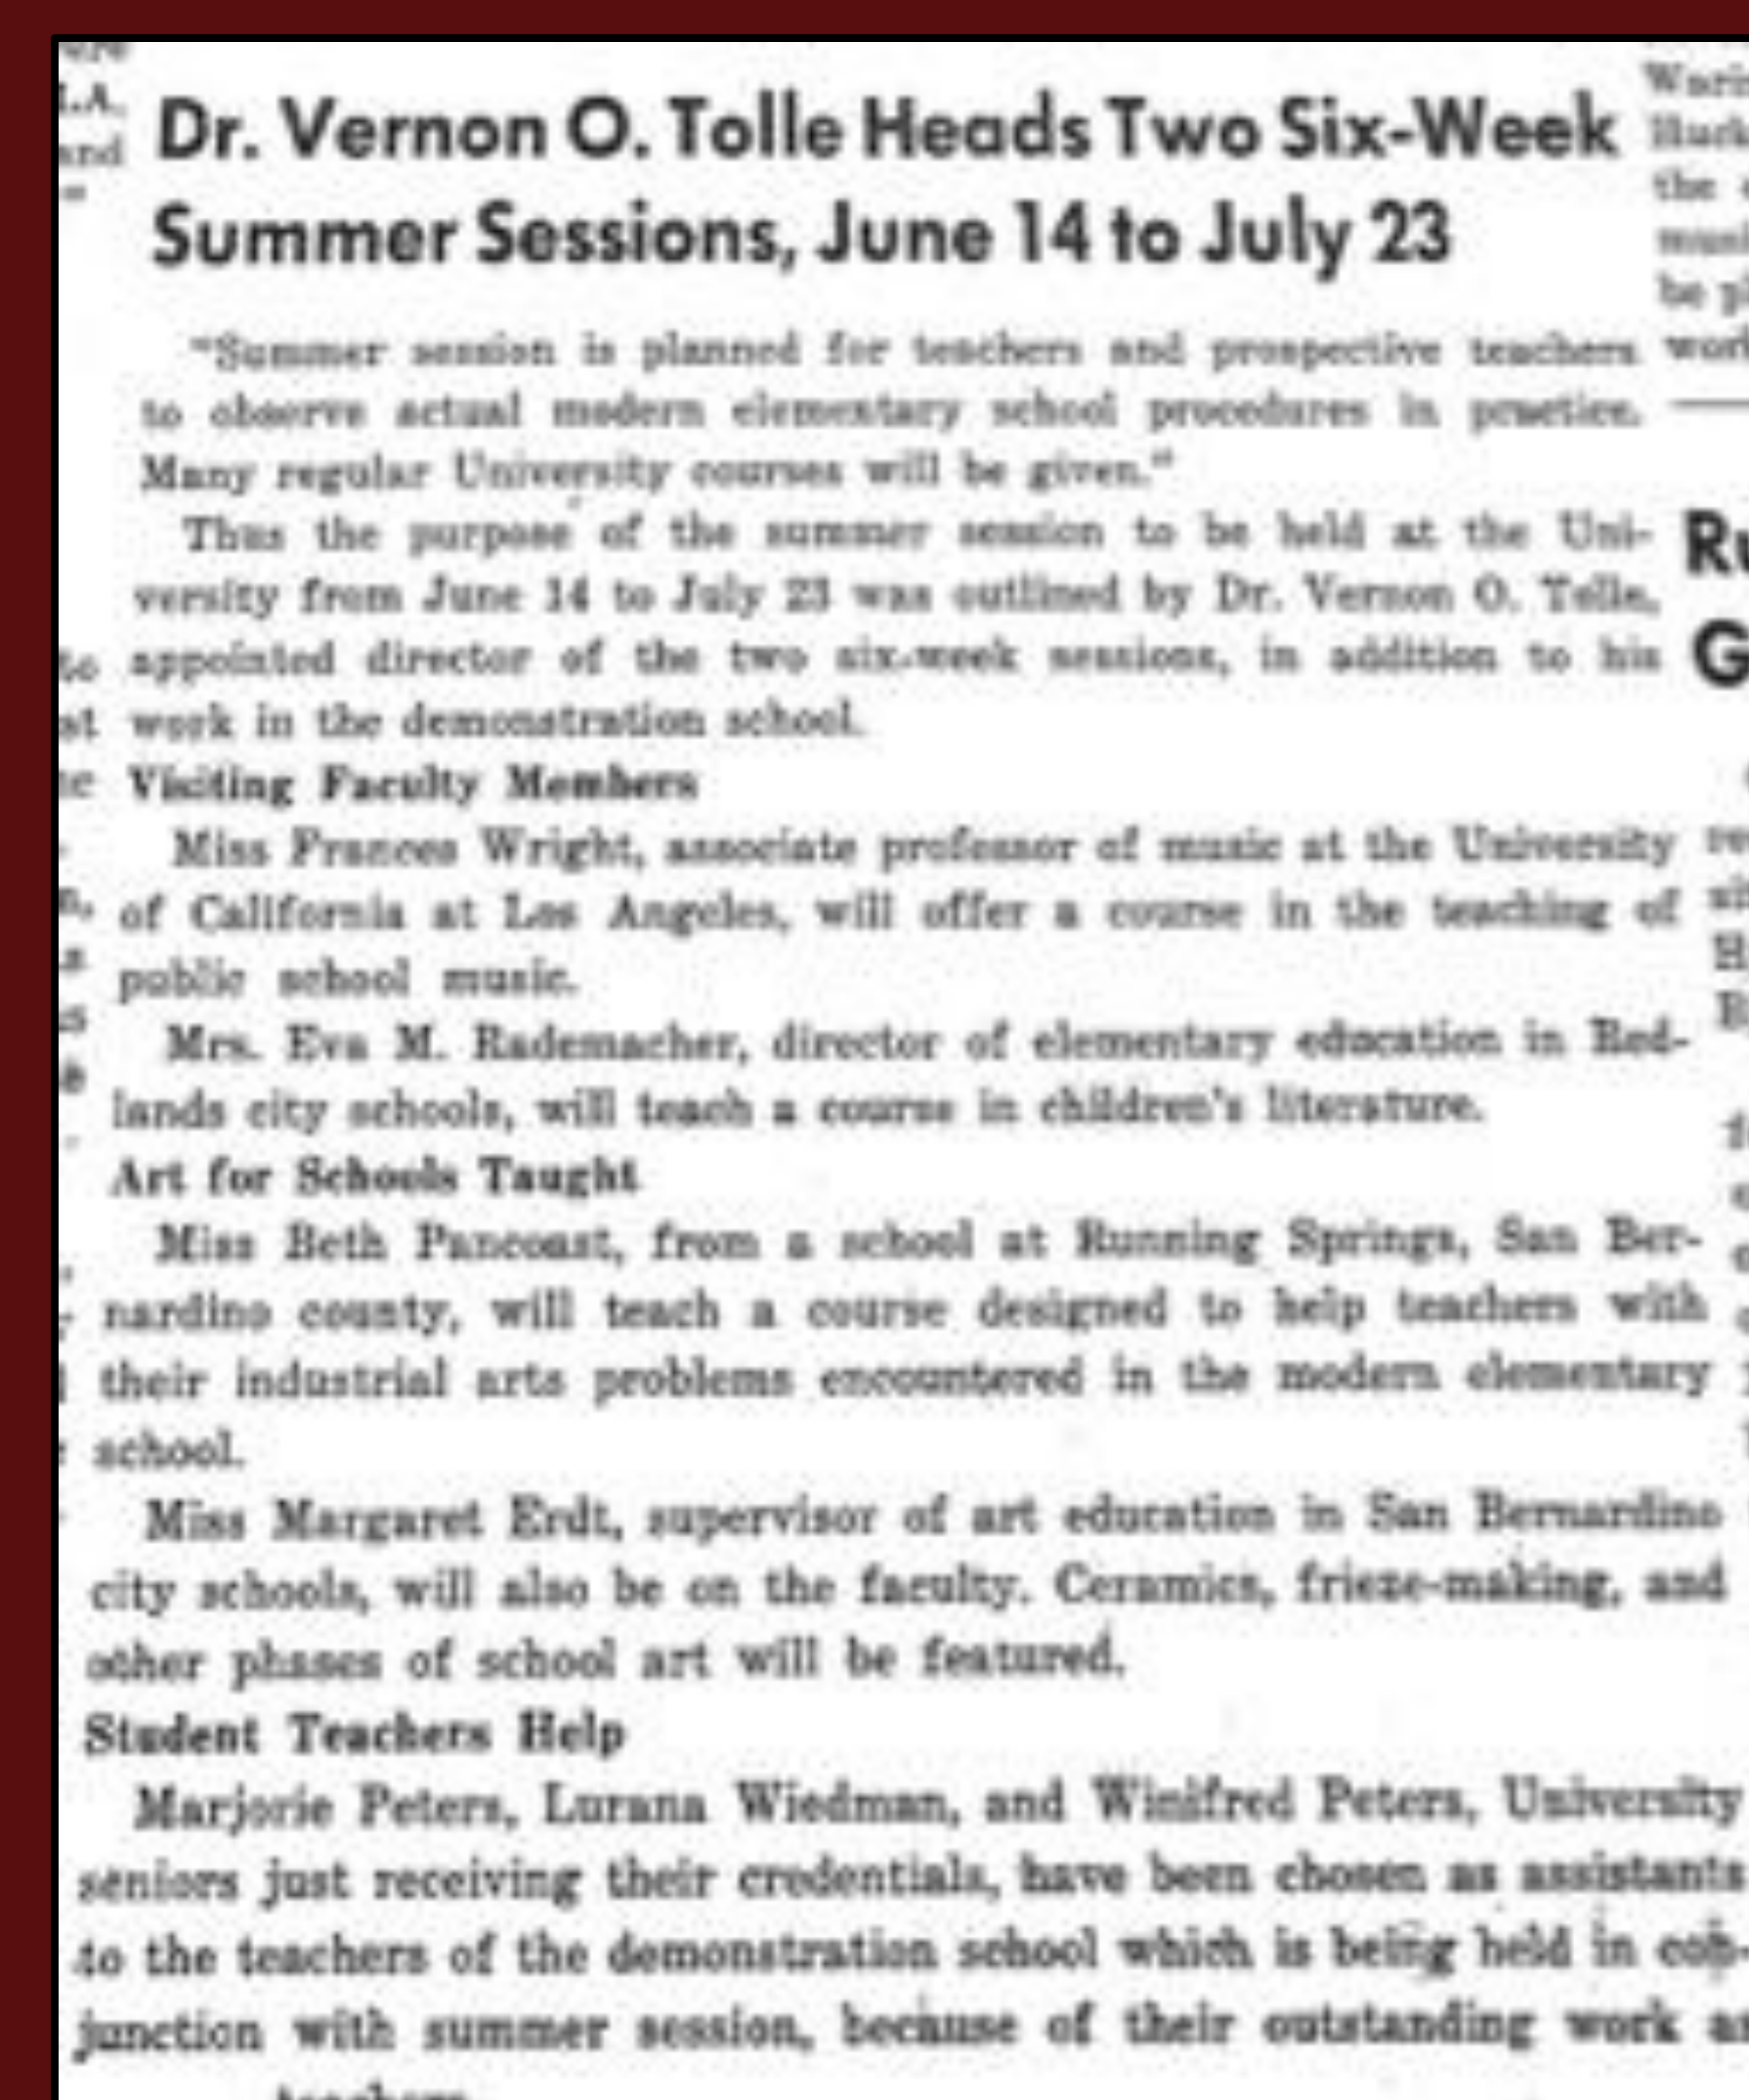 Dr. Vernon O. Tolle Heads Two Six-Week
Summer Sessions, June 14 to July 23
"Summer session is planned for teachers and prospective teachers
to observe actual modern elementary school procedures in practice.
Many regular University courses will be given."
Thus the purpose of the summer session to be held at the Uni-
versity from June 14 to July 23 was outlined by Dr. Vernon O. Tolle,
appointed director of the two six-week sessions, in addition to his
work in the demonstration school.
Visiting Faculty Members
Miss Frances Wright, associate professor of music at the University
of California at Los Angeles, will offer a course in the teaching of
public school music.
Mrs. Eva M. Rademacher, director of elementary education in Red-
lands city schools, will teach a course in children's literature.
Art for Schools Taught
Miss Beth Pancoast, from a school at Running Springs, San Ber-
nardino county, will teach a course designed to help teachers with
their industrial arts problems encountered in the modern elementary
school.
Miss Margaret Erdt, supervisor of art education in San Bernardino
city schools, will also be on the faculty. Ceramics, frieze-making, and
other phases of school art will be featured.
Student Teachers Help
Marjorie Peters, Lurana Wiedman, and Winifred Peters, University
seniors just receiving their credentials, have been chosen as assistants
to the teachers of the demonstration school which is being held in con-
junction with summer session, because of their outstanding work as
teachers.